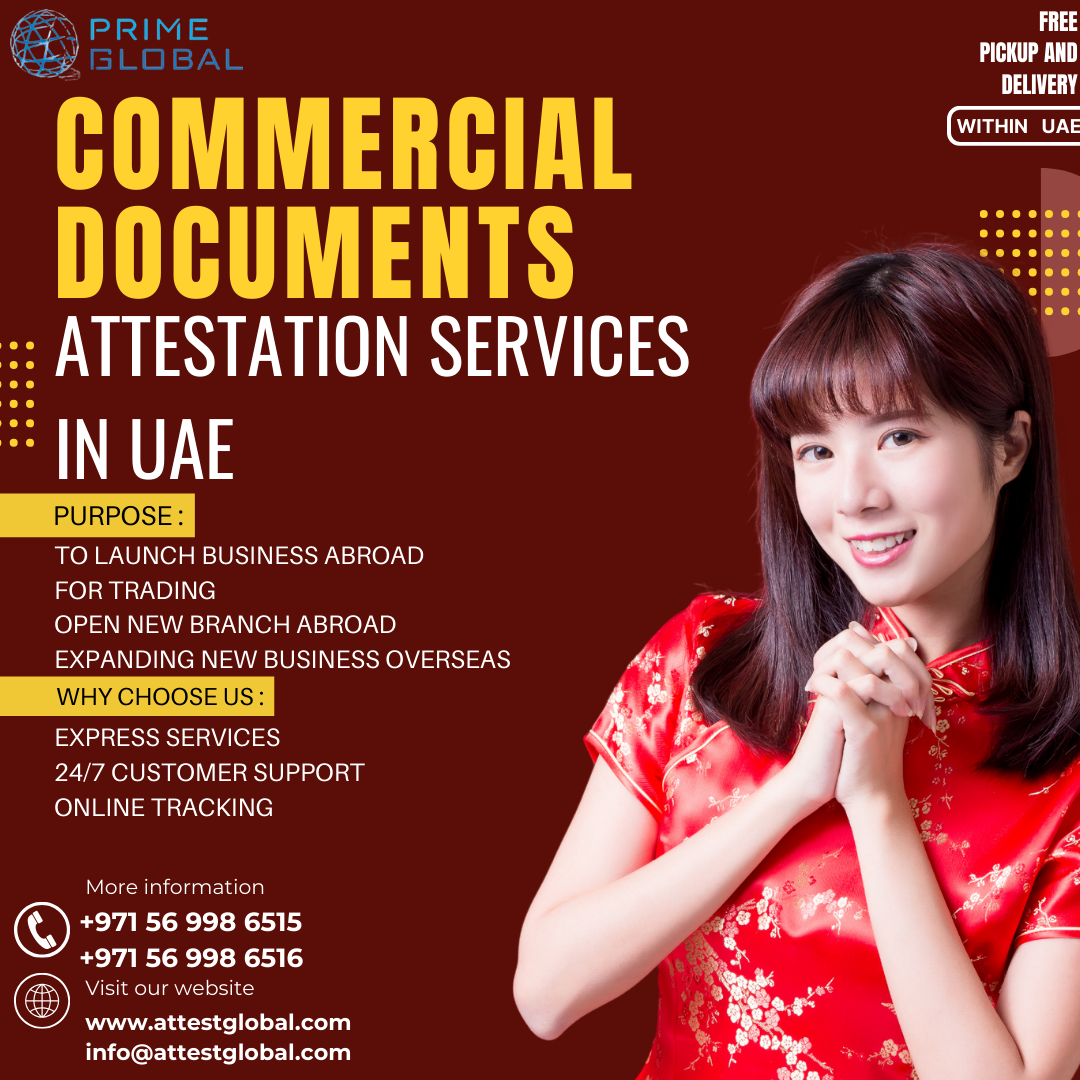 PRIME
GLOBAL
FREE
PICKUP AND
DELIVERY
WITHIN UAE
COMMERCIAL
DOCUMENTS
ATTESTATION SERVICES
IN UAE
PURPOSE :
TO LAUNCH BUSINESS ABROAD
FOR TRADING
OPEN NEW BRANCH ABROAD
EXPANDING NEW BUSINESS OVERSEAS
WHY CHOOSE US :
EXPRESS SERVICES
24/7 CUSTOMER SUPPORT
ONLINE TRACKING
More information
+971 56 998 6515
+971 56 998 6516
Visit our website
www.attestglobal.com
info@attestglobal.com